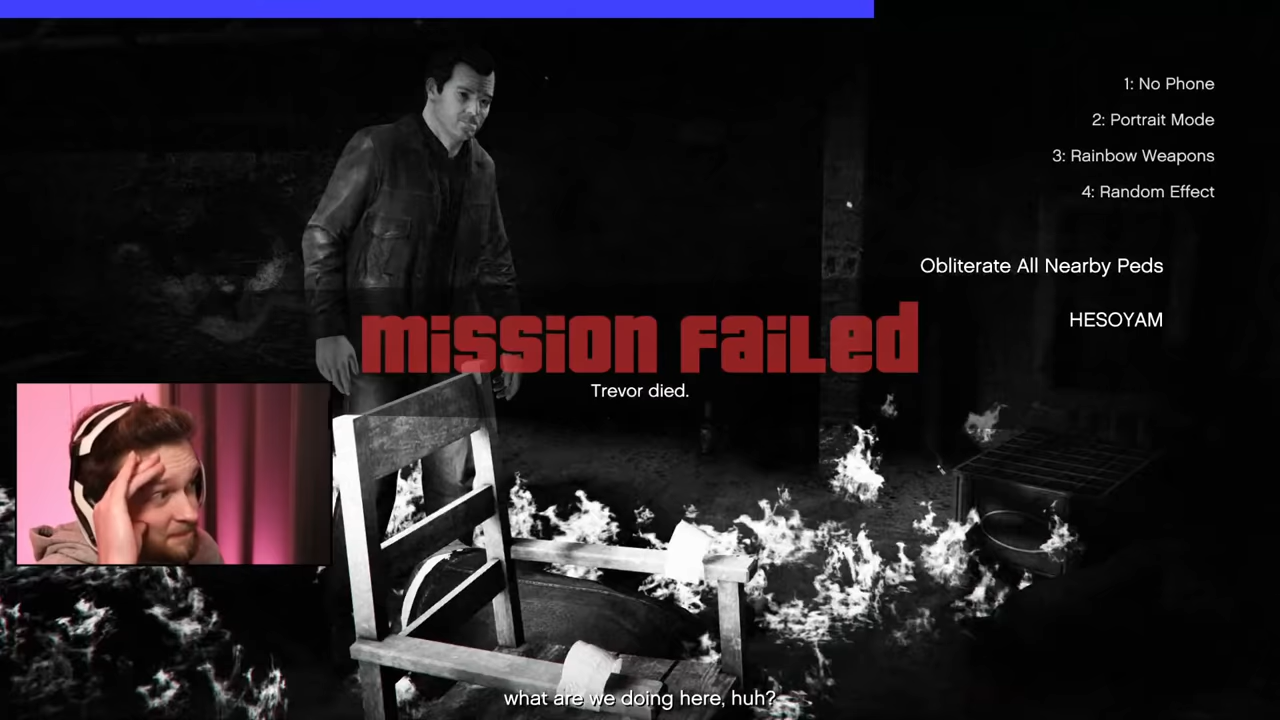 1: No Phone
2: Portrait Mode
3: Rainbow Weapons
4: Random Effect
Obliterate All Nearby Peds
HESOYAM
mission failed
Trevor died.
what are we doing here, huh?